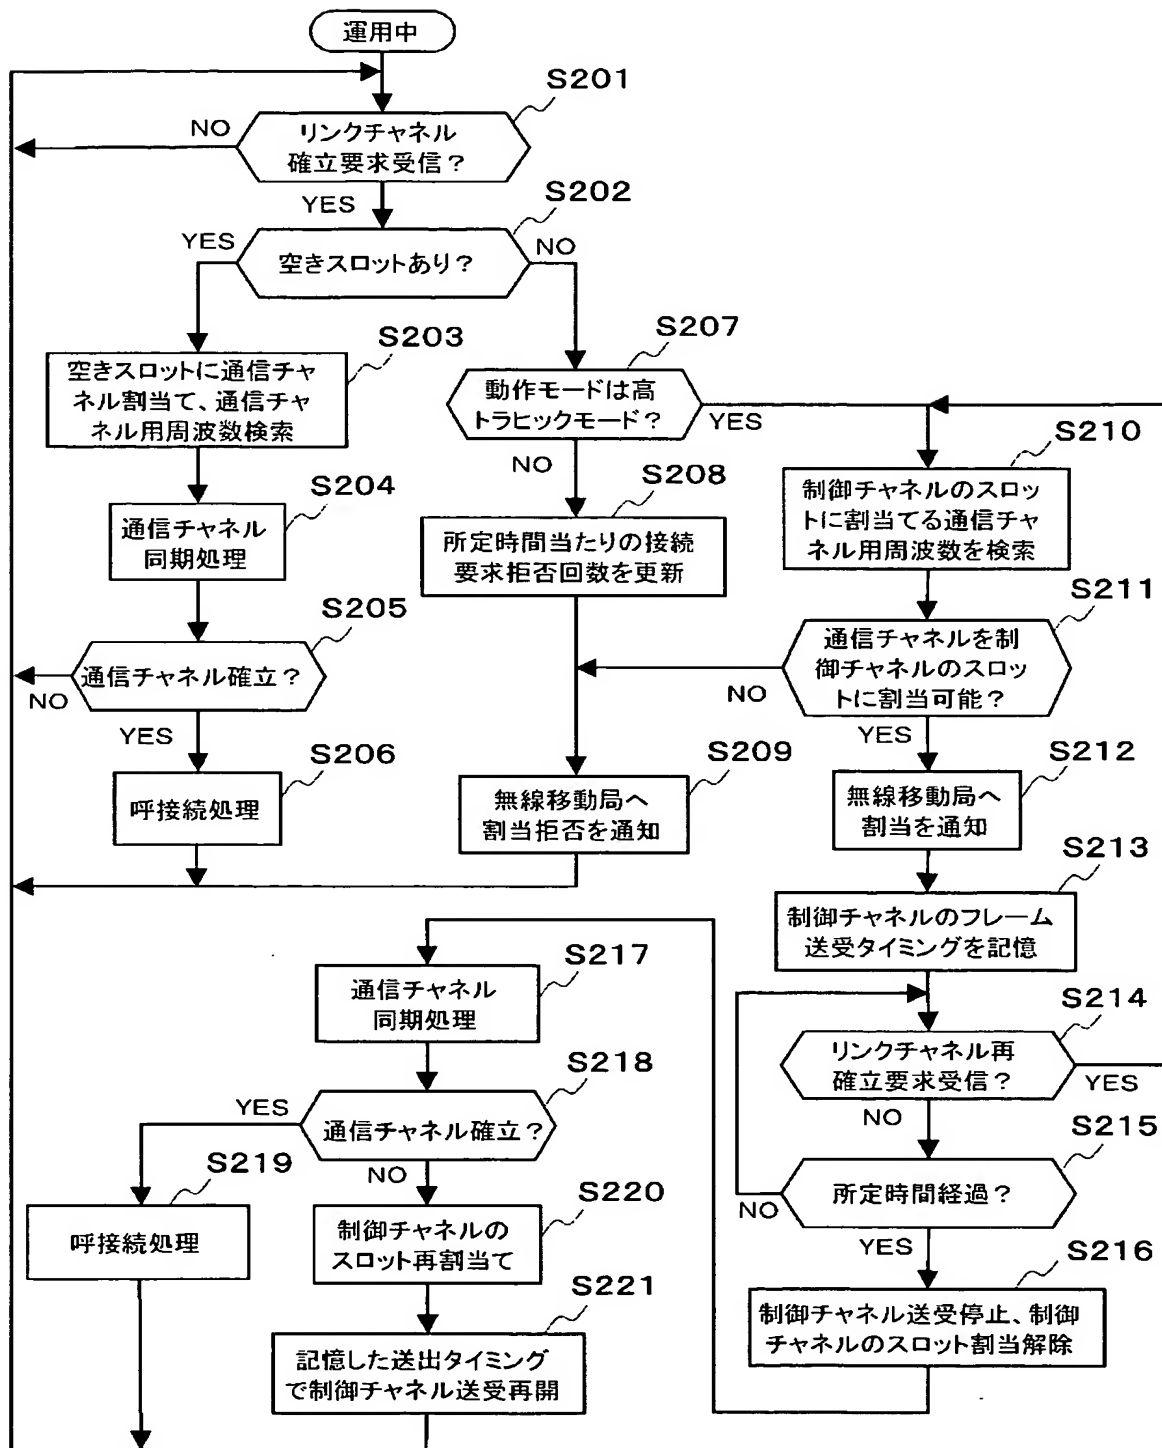 運用中
S201
リンクチャネル
確立要求受信？
NO
YES
S202
空きスロットあり？
YES
NO
S203
空きスロットに通信チャ
ネル割当て、通信チャ
ネル用周波数検索
S204
通信チャネル
同期処理
S205
通信チャネル確立？
NO
YES
S206
呼接続処理
S207
動作モードは高
トラヒックモード？
YES
NO
S208
所定時間当たりの接続
要求拒否回数を更新
S209
無線移動局へ
割当拒否を通知
S210
制御チャネルのスロッ
トに割当てる通信チャ
ネル用周波数を検索
S211
通信チャネルを制
御チャネルのスロッ
トに割当可能？
NO
YES
S212
無線移動局へ
割当を通知
S213
制御チャネルのフレーム
送受タイミングを記憶
S214
リンクチャネル再
確立要求受信？
YES
NO
S215
所定時間経過？
NO
YES
S216
制御チャネル送受停止、制御
チャネルのスロット割当解除
S217
通信チャネル
同期処理
S218
通信チャネル確立？
YES
NO
S219
呼接続処理
S220
制御チャネルの
スロット再割当て
S221
記憶した送出タイミング
で制御チャネル送受再開